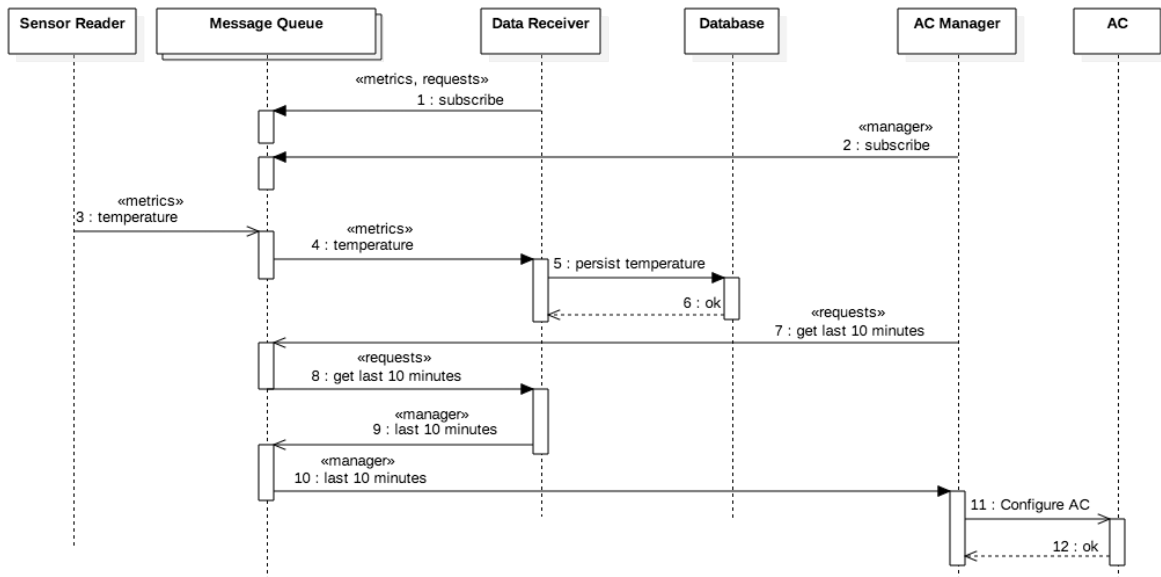 Sensor Reader
Message Queue
Data Receiver
Database
AC Manager
AC
«metrics, requests»
1 : subscribe
«manager»
2 : subscribe
«metrics»
3 : temperature
«metrics»
4 : temperature
5 : persist temperature
6 : ok
«requests»
7 : get last 10 minutes
«requests»
8 : get last 10 minutes
«manager»
9 : last 10 minutes
«manager»
10 : last 10 minutes
11 : Configure AC
12 : ok